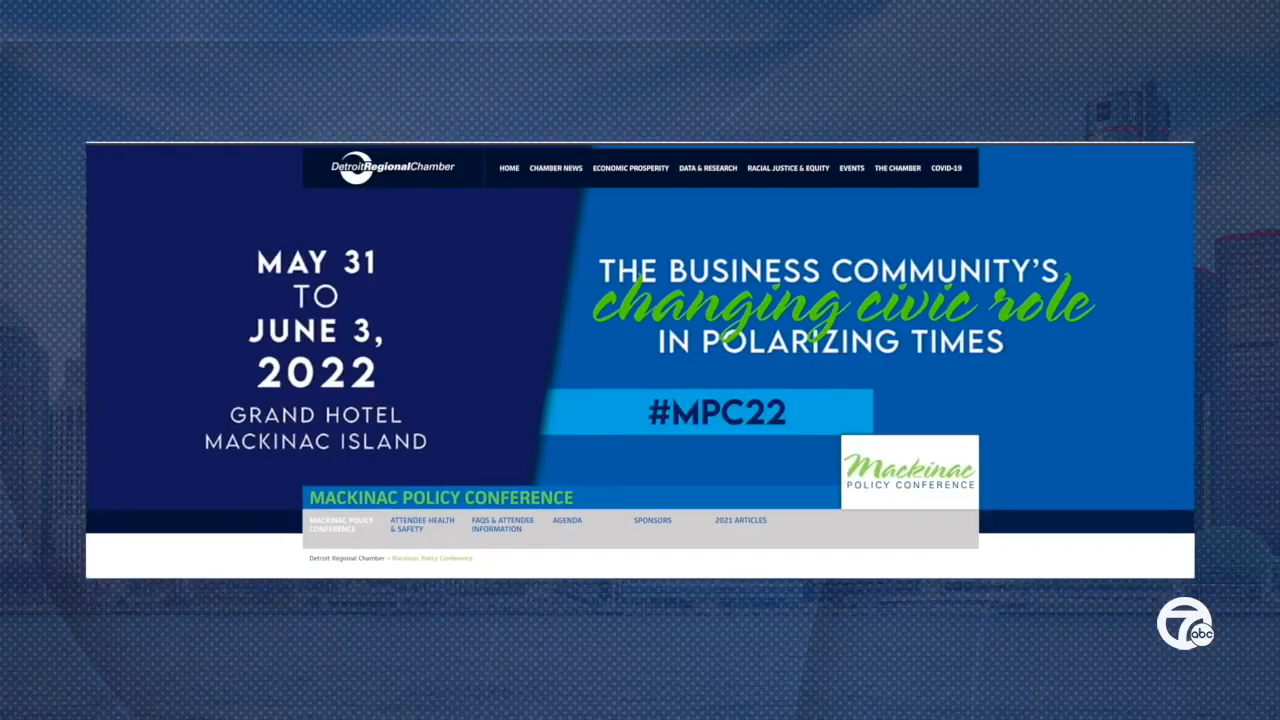 DetroitRegionalChamber
HOME CHAMBER NEWS ECONOMIC PROSPERITY DATA & RESEARCH RACIAL JUSTICE & EQUITY EVENTS THE CHAMBER COVID-19
MAY 31
TO
JUNE 3,
2022
GRAND HOTEL
MACKINAC ISLAND
THE BUSINESS COMMUNITY'S
changing civic role
IN POLARIZING TIMES
#MPC22
Mackinac
POLICY CONFERENCE
MACKINAC POLICY CONFERENCE
MACKINAC POLICY
CONFERENCE
ATTENDEE HEALTH
& SAFETY
FAQS & ATTENDEE
INFORMATION
AGENDA
SPONSORS
2021 ARTICLES
Detroit Regional Chamber > Mackinac Policy Conference
7 abc